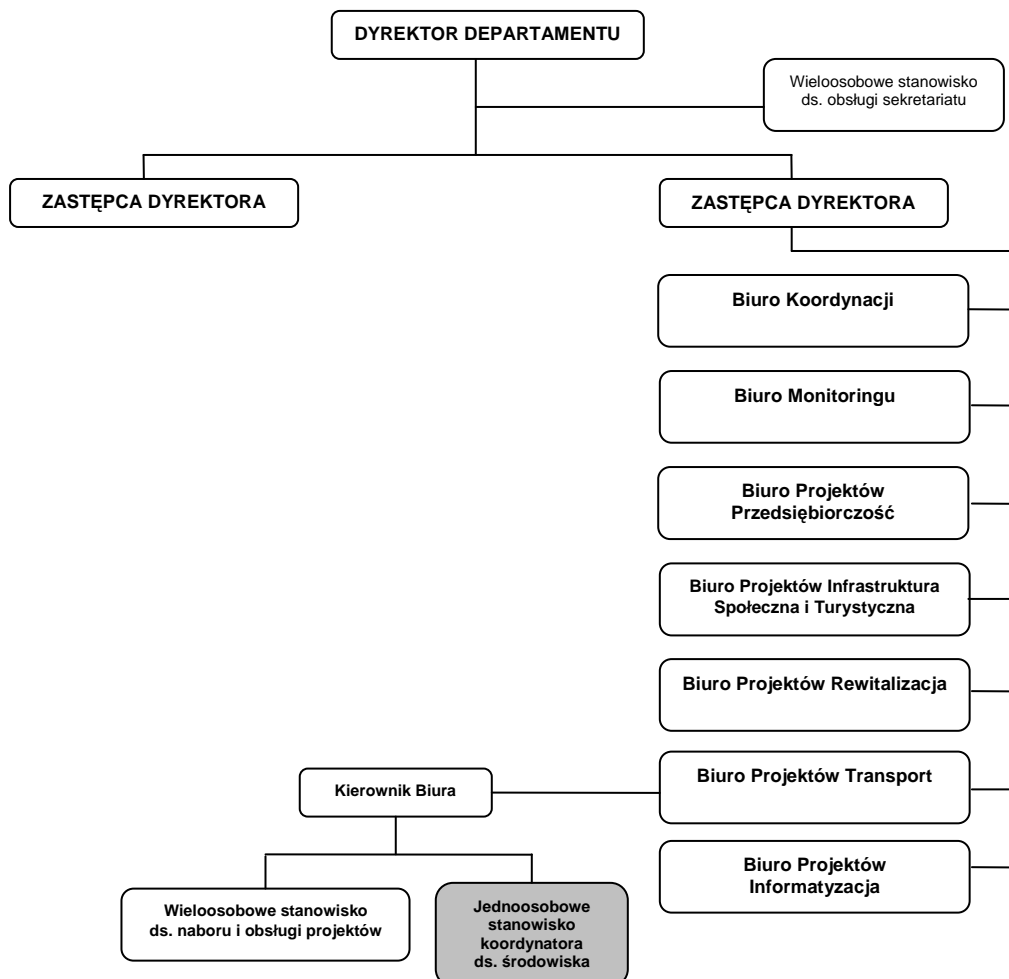 DYREKTOR DEPARTAMENTU
Wieloosobowe stanowisko
ds. obsługi sekretariatu
ZASTĘPCA DYREKTORA
ZASTĘPCA DYREKTORA
Biuro Koordynacji
Biuro Monitoringu
Biuro Projektów
Przedsiębiorczość
Biuro Projektów Infrastruktura
Społeczna i Turystyczna
Biuro Projektów Rewitalizacja
Biuro Projektów Transport
Kierownik Biura
Biuro Projektów
Informatyzacja
Wieloosobowe stanowisko
ds. naboru i obsługi projektów
Jednoosobowe
stanowisko
koordynatora
ds. środowiska